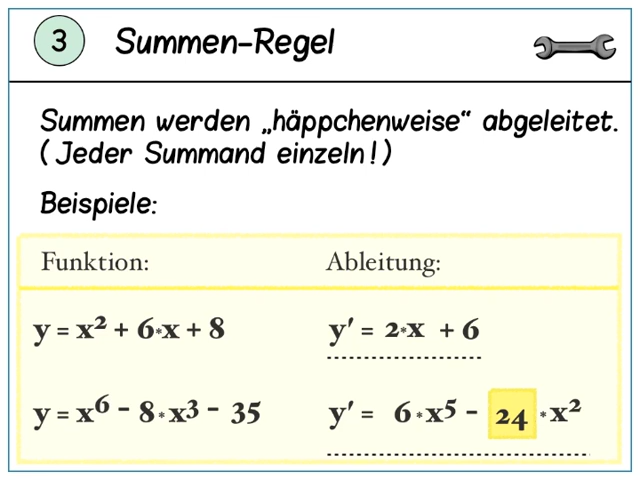 3 Summen-Regel
Summen werden „häppchenweise“ abgeleitet.
(Jeder Summand einzeln!)
Beispiele:
Funktion: Ableitung:
y = x² + 6*x + 8 y' = 2*x + 6
y = x⁶ - 8*x³ - 35 y' = 6*x⁵ - 24*x²